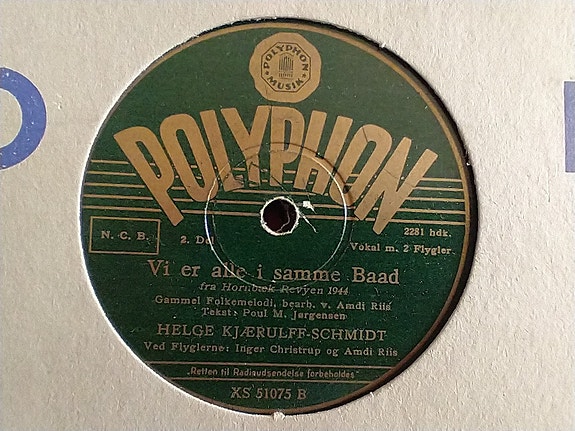 POLYPHON
MUSIK
POLYPHON
N. C. B.
2. Del
2281 hdk.
Vokal m. 2 Flygler
Vi er alle i samme Baad
fra Hornbæk Revyen 1944
Gammel Folkemelodi, bearb. v. Amdi Riis
Tekst: Poul M. Jørgensen
HELGE KJÆRULFF-SCHMIDT
Ved Flyglerne: Inger Christrup og Amdi Riis
„Retten til Radioudsendelse forbeholdes"
XS 51075 B